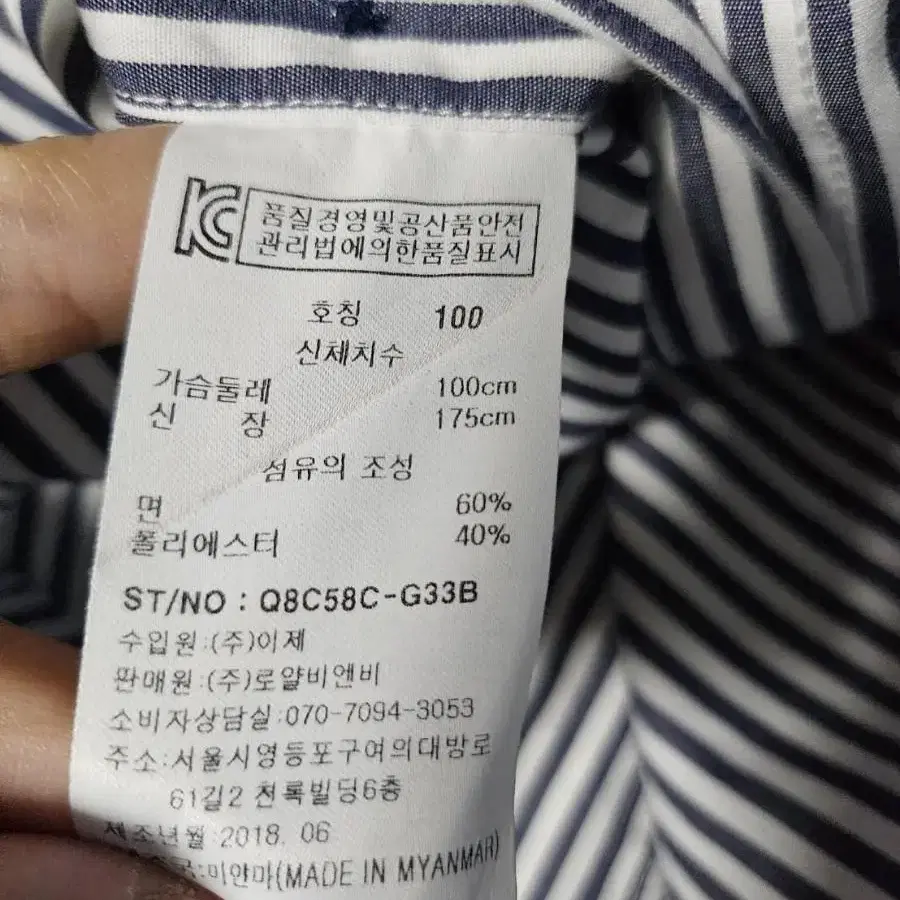 KC 품질경영및공산품안전
관리법에의한품질표시
호칭 100
신체치수
가슴둘레 100cm
신 장 175cm
섬유의 조성
면 60%
폴리에스터 40%
ST/NO : Q8C58C-G33B
수입원:(주)이제
판매원:(주)로얄비엔비
소비자상담실:070-7094-3053
주소:서울시영등포구여의대방로
61길2 천록빌딩6층
제조년월:2018. 06
:미얀마(MADE IN MYANMAR)